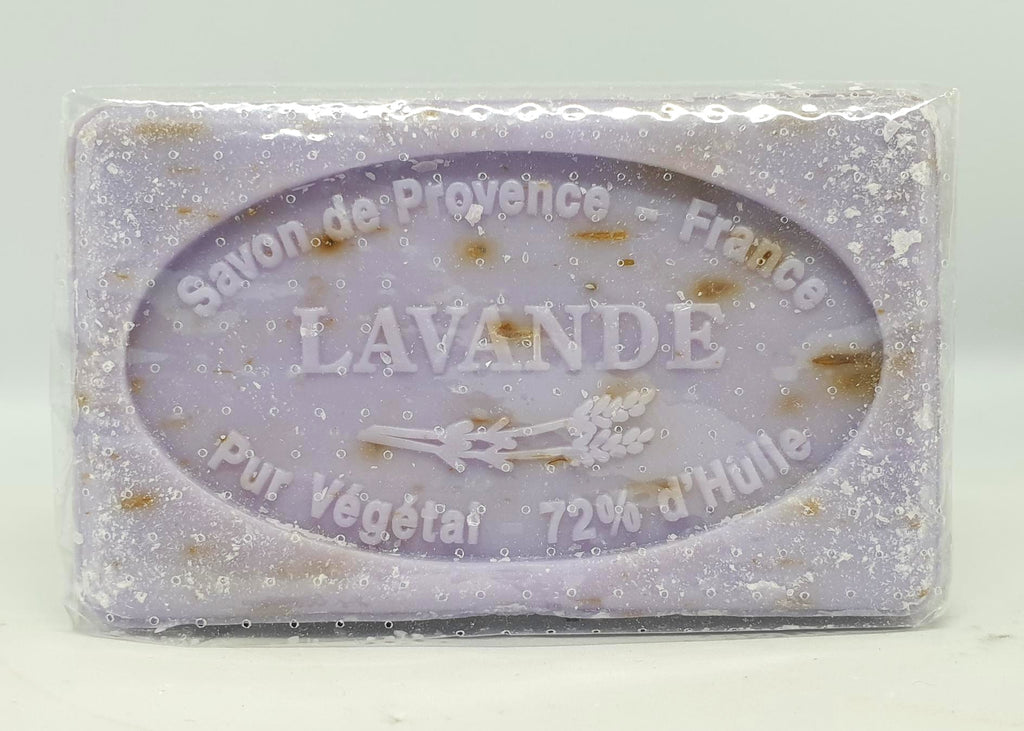 Savon de Provence - France
LAVANDE
Pur Végétal 72% d'Huile